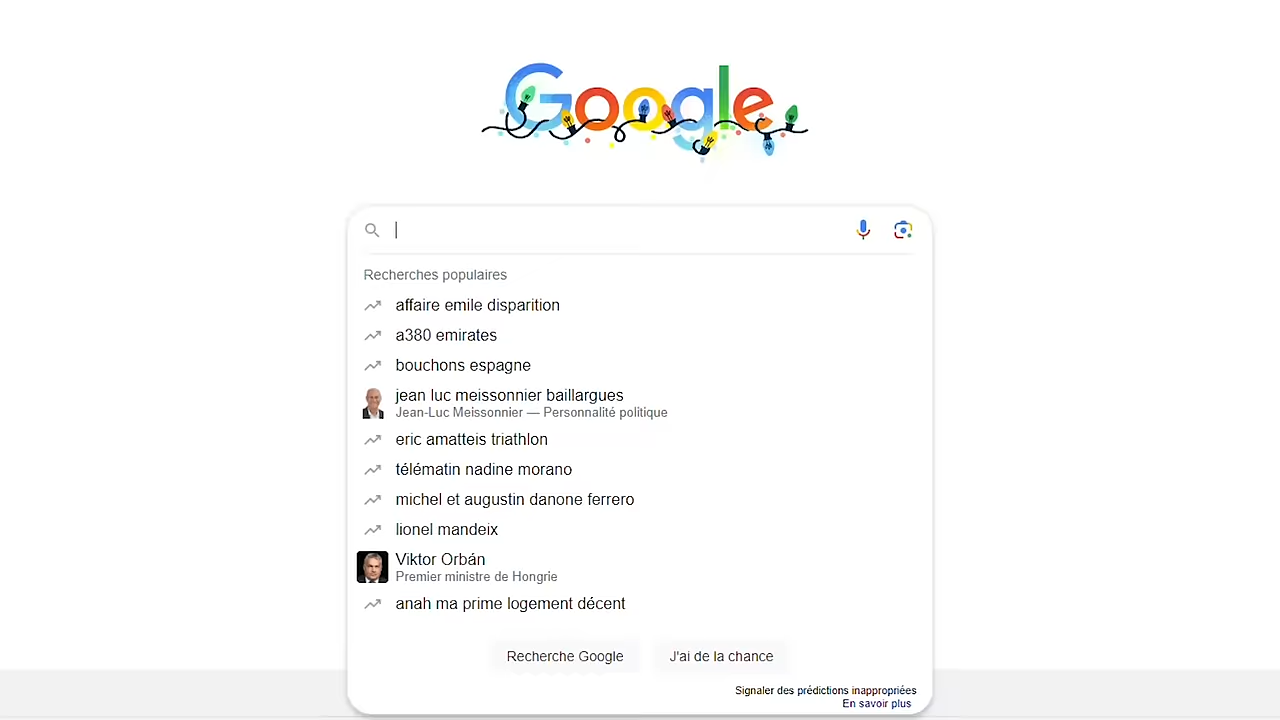 Google
Recherches populaires
affaire emile disparition
a380 emirates
bouchons espagne
jean luc meissonnier baillargues
Jean-Luc Meissonnier — Personnalité politique
eric amatteis triathlon
télématin nadine morano
michel et augustin danone ferrero
lionel mandeix
Viktor Orbán
Premier ministre de Hongrie
anah ma prime logement décent
Recherche Google J'ai de la chance
Signaler des prédictions inappropriées
En savoir plus